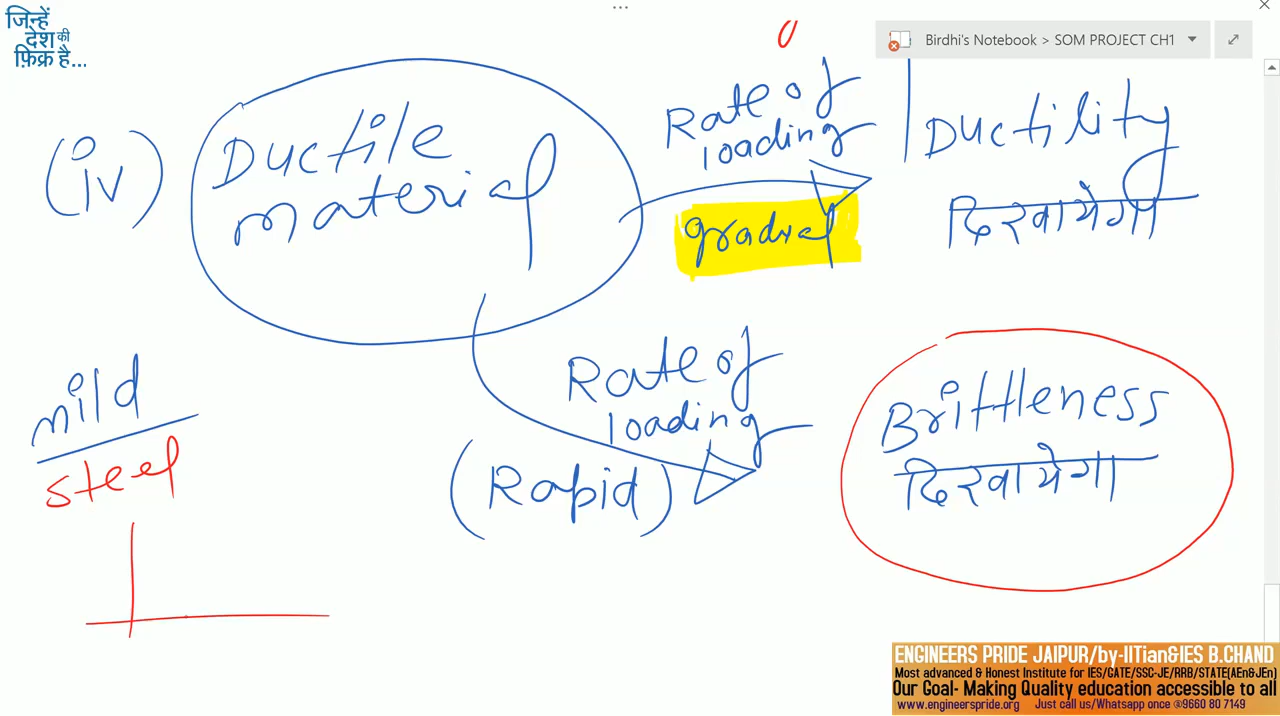 जिन्हें
देश की
फ़िक्र है...
Birdhi's Notebook > SOM PROJECT CH1
(iv)
Ductile
material
Rate of
loading
gradual
Ductility
दिखायेगा
mild
steel
Rate of
loading
(Rapid)
Brittleness
दिखायेगा
ENGINEERS PRIDE JAIPUR/by-IITian&IES B.CHAND
Most advanced & Honest Institute for IES/GATE/SSC-JE/RRB/STATE(AEn&JEn)
Our Goal- Making Quality education accessible to all
www.engineerspride.org Just call us/Whatsapp once @9660 80 7149